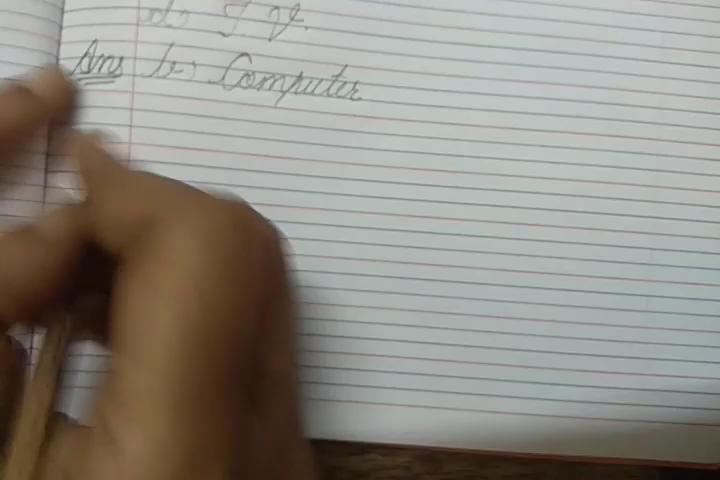 d, T.V.
Ans b, Computer